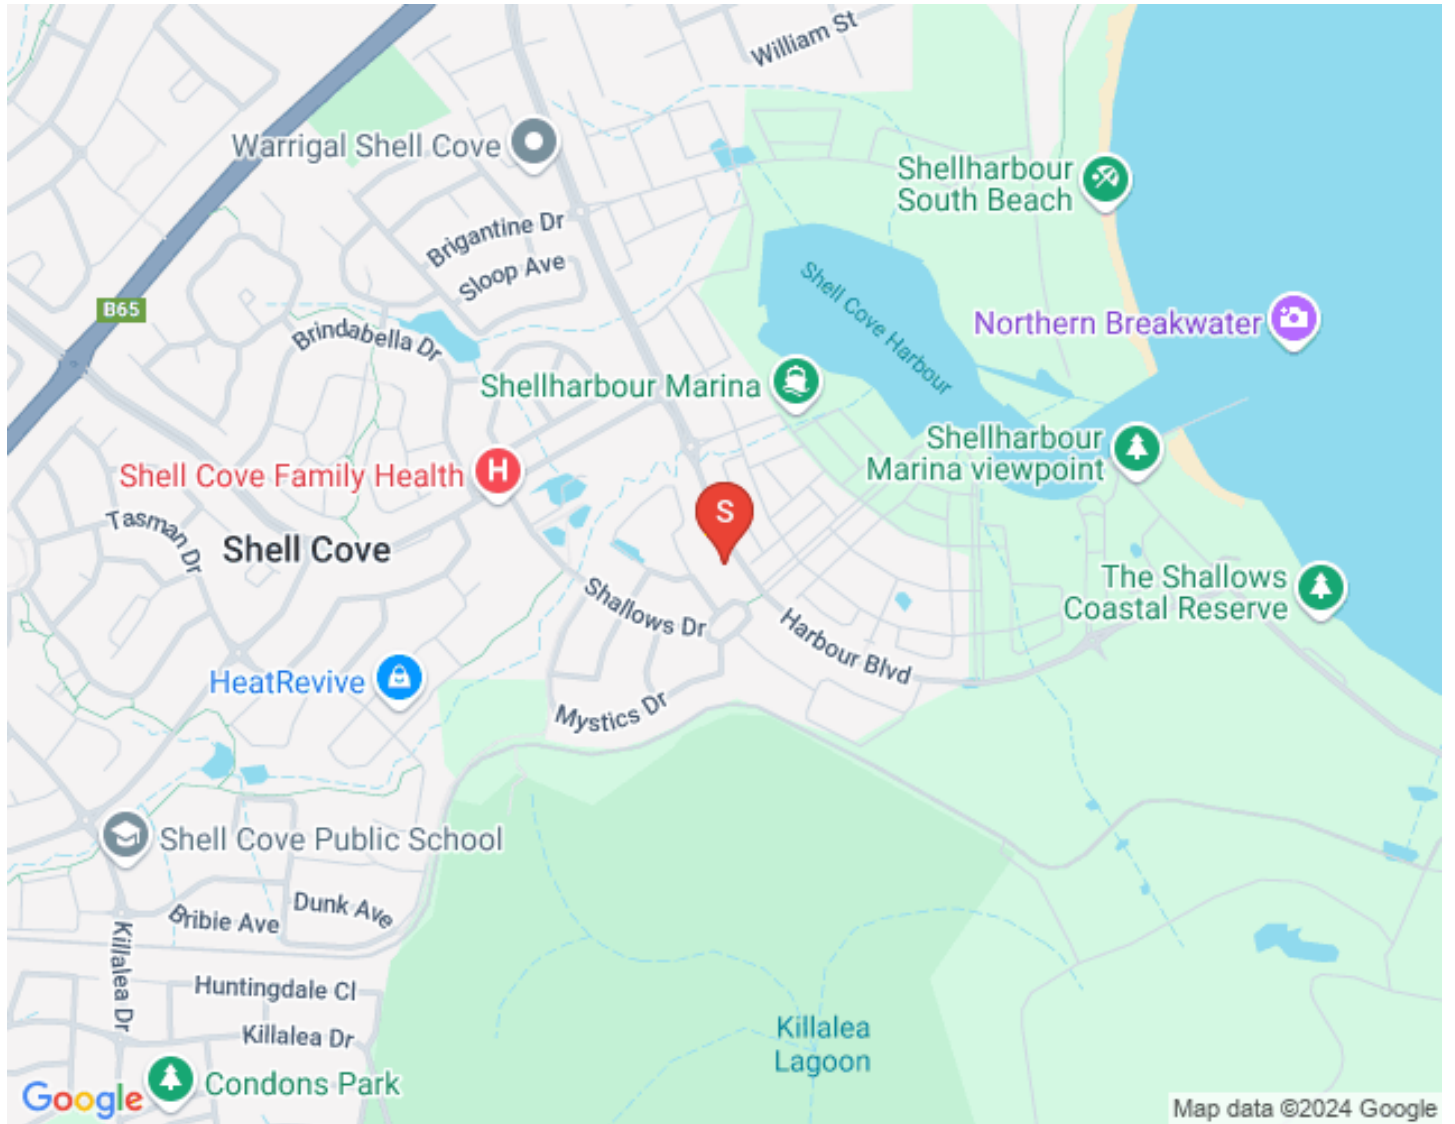 William St
Warrigal Shell Cove
Shellharbour
South Beach
Brigantine Dr
Sloop Ave
Shell Cove Harbour
B65
Northern Breakwater
Brindabella Dr
Shellharbour Marina
Shellharbour
Marina viewpoint
Shell Cove Family Health
H
S
Tasman Dr
Shell Cove
The Shallows
Coastal Reserve
Shallows Dr
Harbour Blvd
HeatRevive
Mystics Dr
Shell Cove Public School
Dunk Ave
Bribie Ave
Killalea Dr
Huntingdale Cl
Killalea
Lagoon
Killalea Dr
Condons Park
Google
Map data ©2024 Google